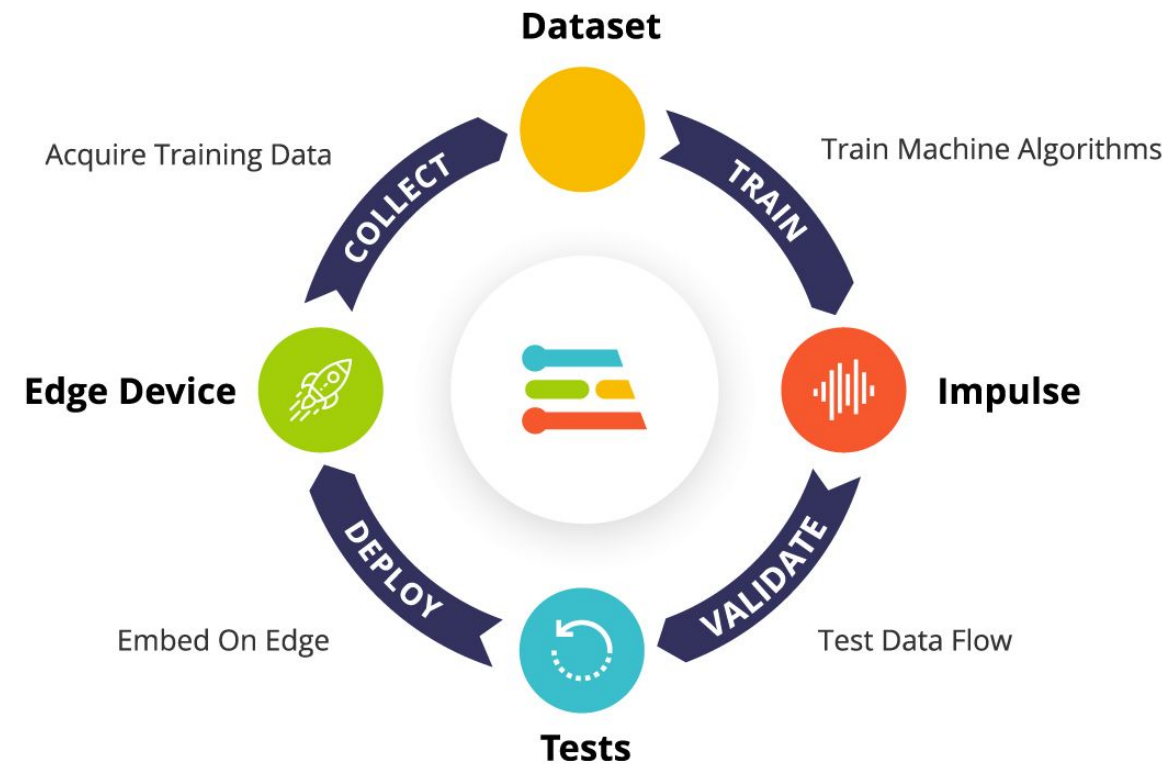 Dataset
Acquire Training Data
Train Machine Algorithms
COLLECT
TRAIN
Edge Device
Impulse
DEPLOY
VALIDATE
Embed On Edge
Test Data Flow
Tests